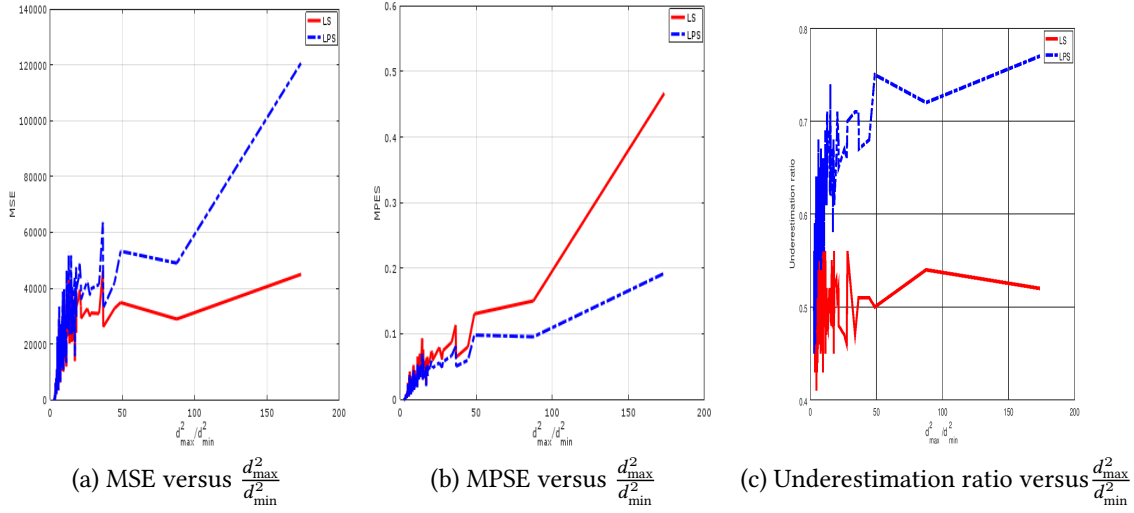 140000
120000
100000
80000
60000
40000
20000
0
MSE
0 50 100 150 200
d²max/d²min
LS
LPS
(a) MSE versus d²max/d²min
0.6
0.5
0.4
0.3
0.2
0.1
0
MPES
0 50 100 150 200
d²max/d²min
LS
LPS
(b) MPSE versus d²max/d²min
0.8
0.7
0.6
0.5
0.4
Underestimation ratio
0 50 100 150 200
d²max/d²min
LS
LPS
(c) Underestimation ratio versus d²max/d²min